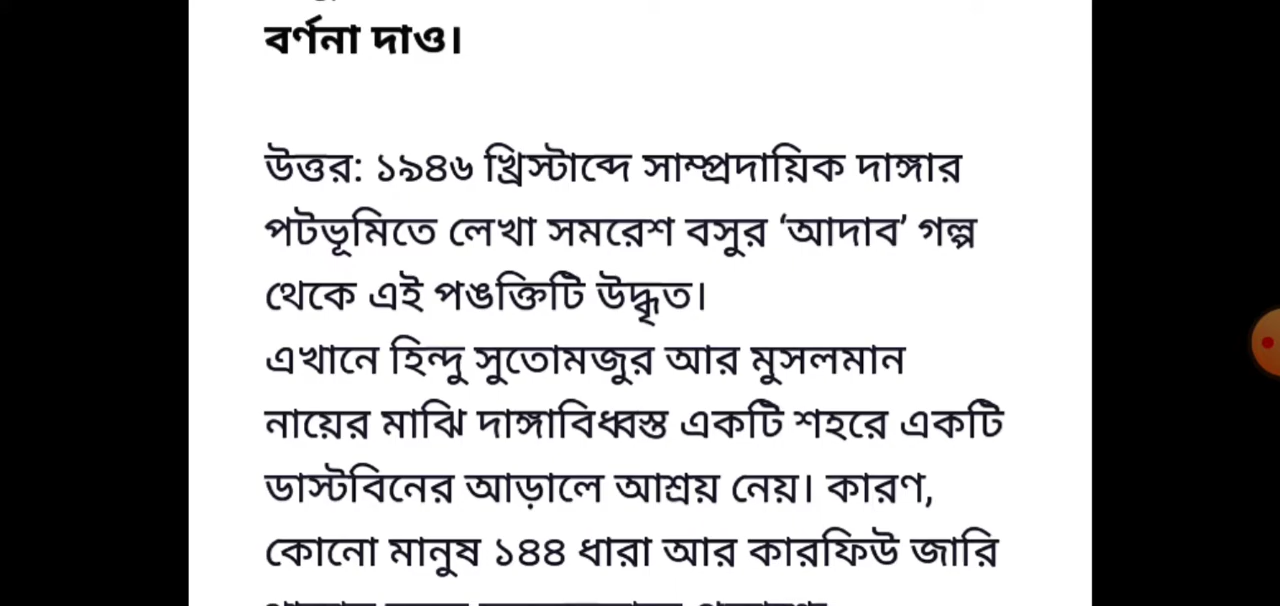 বর্ণনা দাও।
উত্তর: ১৯৪৬ খ্রিস্টাব্দে সাম্প্রদায়িক দাঙ্গার
পটভূমিতে লেখা সমরেশ বসুর ‘আদাব’ গল্প
থেকে এই পঙক্তিটি উদ্ধৃত।
এখানে হিন্দু সুতোমজুর আর মুসলমান
নায়ের মাঝি দাঙ্গাবিধ্বস্ত একটি শহরে একটি
ডাস্টবিনের আড়ালে আশ্রয় নেয়। কারণ,
কোনো মানুষ ১৪৪ ধারা আর কারফিউ জারি